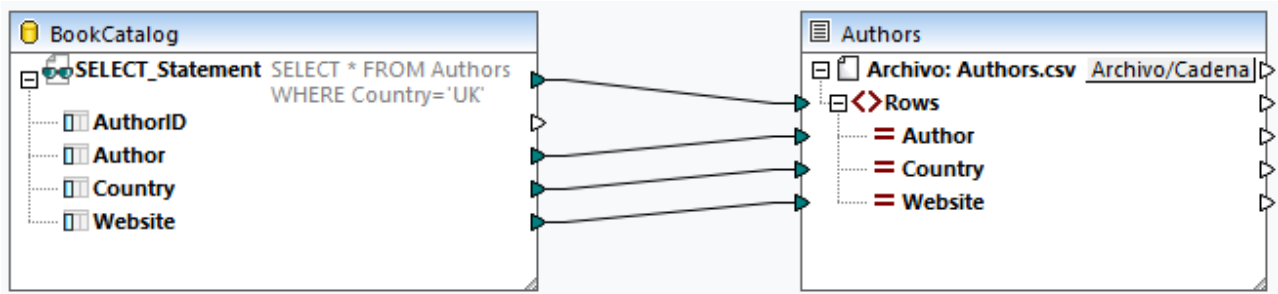 BookCatalog
SELECT_Statement SELECT * FROM Authors
WHERE Country='UK'
AuthorID
Author
Country
Website
Authors
Archivo: Authors.csv Archivo/Cadena
Rows
Author
Country
Website